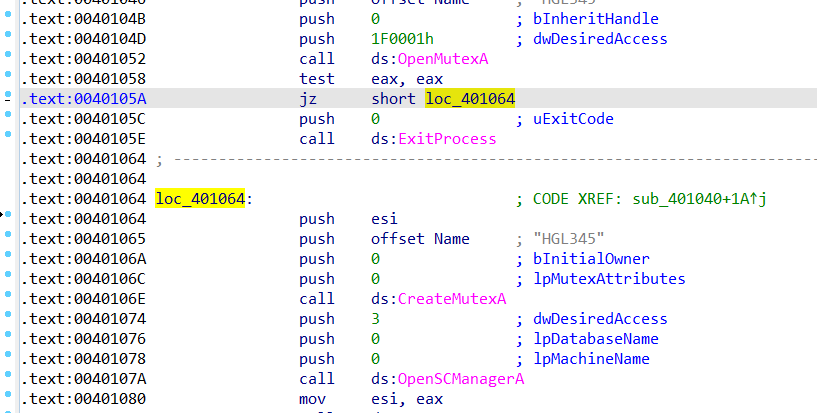 .text:00401048 push offset Name ; "HGL345"
.text:0040104B push 0 ; bInheritHandle
.text:0040104D push 1F0001h ; dwDesiredAccess
.text:00401052 call ds:OpenMutexA
.text:00401058 test eax, eax
.text:0040105A jz short loc_401064
.text:0040105C push 0 ; uExitCode
.text:0040105E call ds:ExitProcess
.text:00401064 ; ---------------------------------------------------------------------------
.text:00401064
.text:00401064 loc_401064: ; CODE XREF: sub_401040+1A↑j
.text:00401064 push esi
.text:00401065 push offset Name ; "HGL345"
.text:0040106A push 0 ; bInitialOwner
.text:0040106C push 0 ; lpMutexAttributes
.text:0040106E call ds:CreateMutexA
.text:00401074 push 3 ; dwDesiredAccess
.text:00401076 push 0 ; lpDatabaseName
.text:00401078 push 0 ; lpMachineName
.text:0040107A call ds:OpenSCManagerA
.text:00401080 mov esi, eax